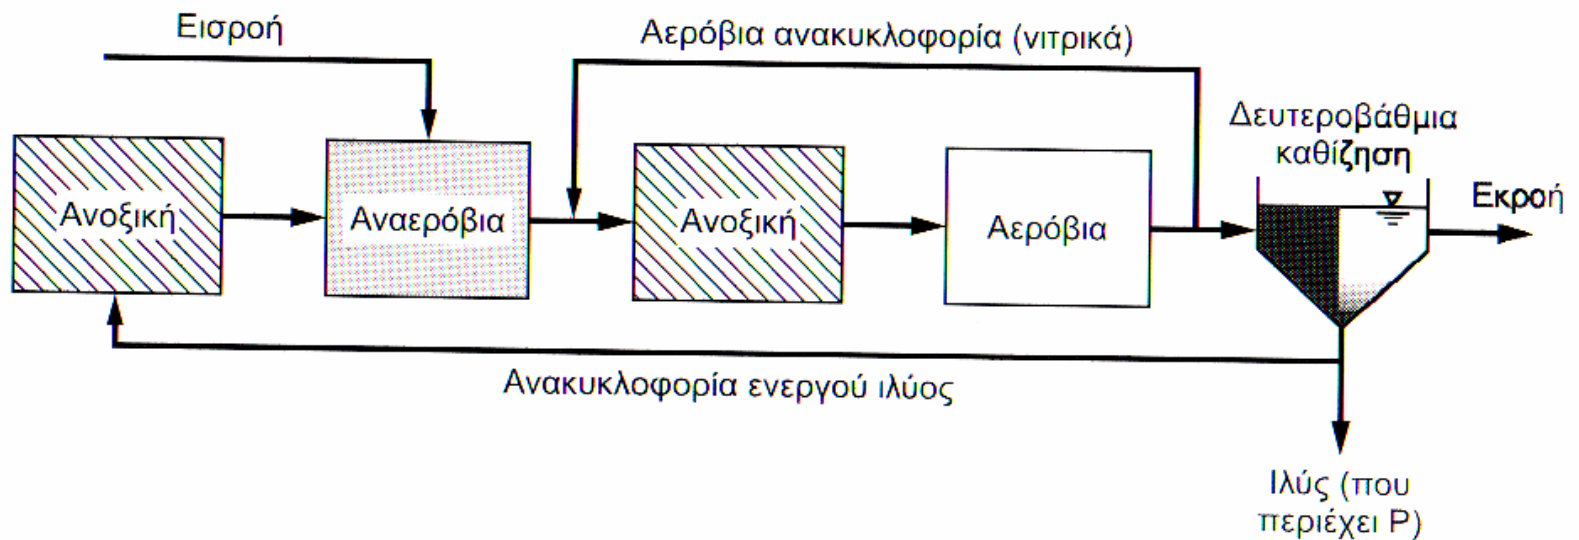 Εισροή
Αερόβια ανακυκλοφορία (νιτρικά)
Δευτεροβάθμια
καθίζηση
Εκροή
Ανοξική
Αναερόβια
Ανοξική
Αερόβια
Ανακυκλοφορία ενεργού ιλύος
Ιλύς (που
περιέχει P)